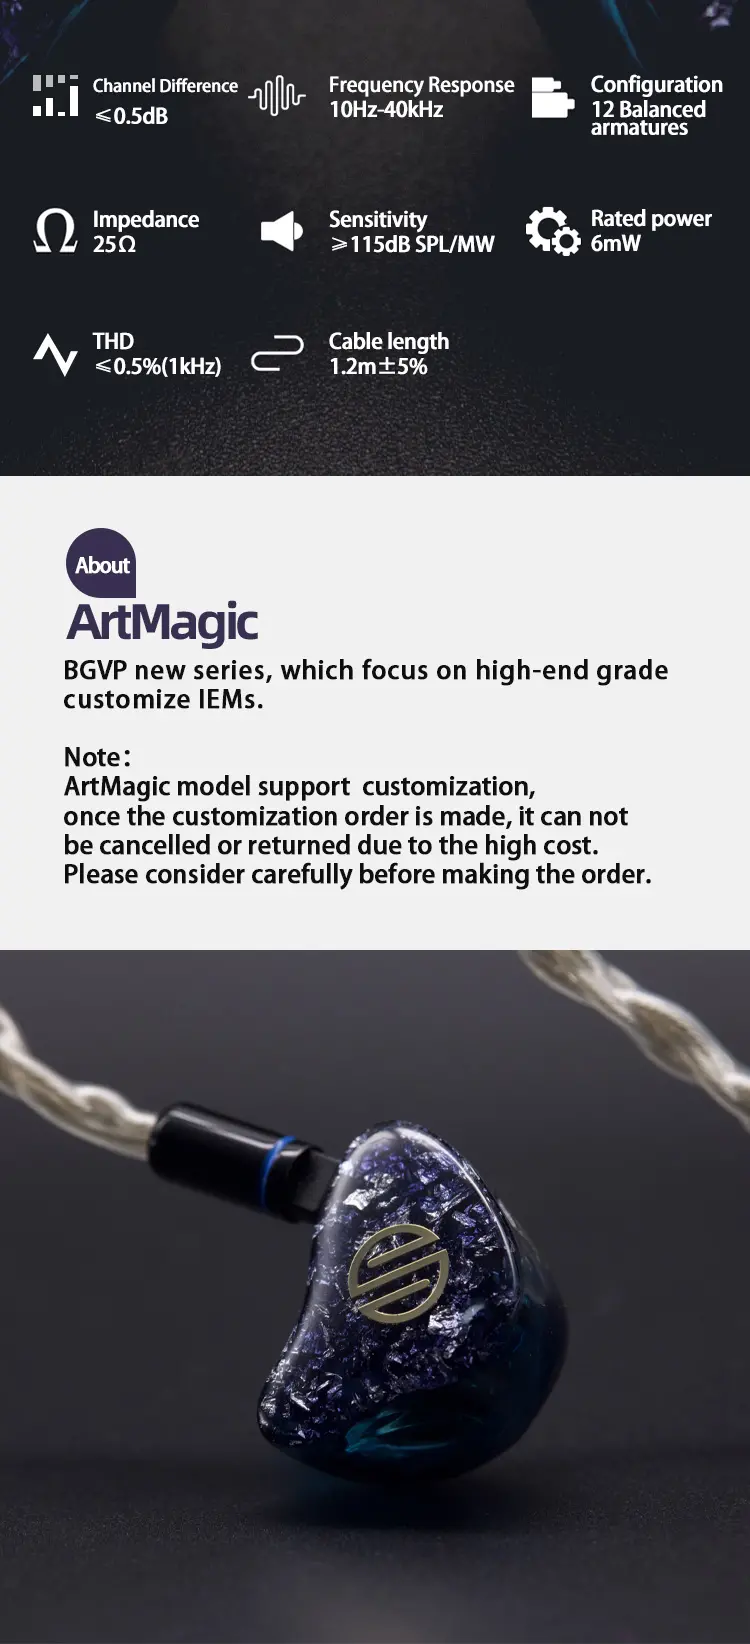 Channel Difference
≤0.5dB
Frequency Response
10Hz-40kHz
Configuration
12 Balanced
armatures
Impedance
25Ω
Sensitivity
≥115dB SPL/MW
Rated power
6mW
THD
≤0.5%(1kHz)
Cable length
1.2m±5%
About
ArtMagic
BGVP new series, which focus on high-end grade
customize IEMs.
Note:
ArtMagic model support customization,
once the customization order is made, it can not
be cancelled or returned due to the high cost.
Please consider carefully before making the order.